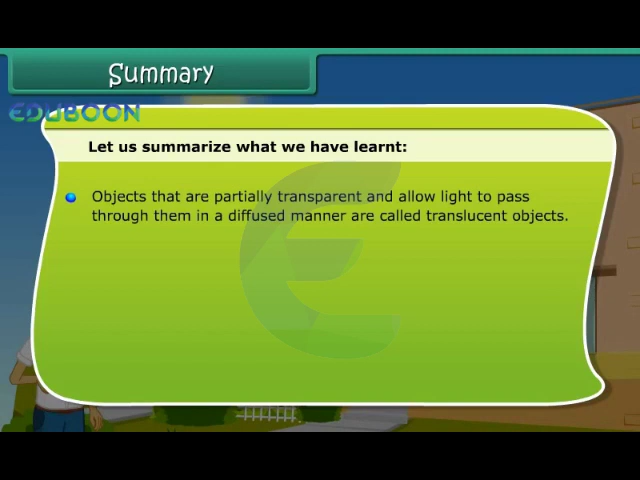 Summary
EDUBOON
Let us summarize what we have learnt:
Objects that are partially transparent and allow light to pass
through them in a diffused manner are called translucent objects.